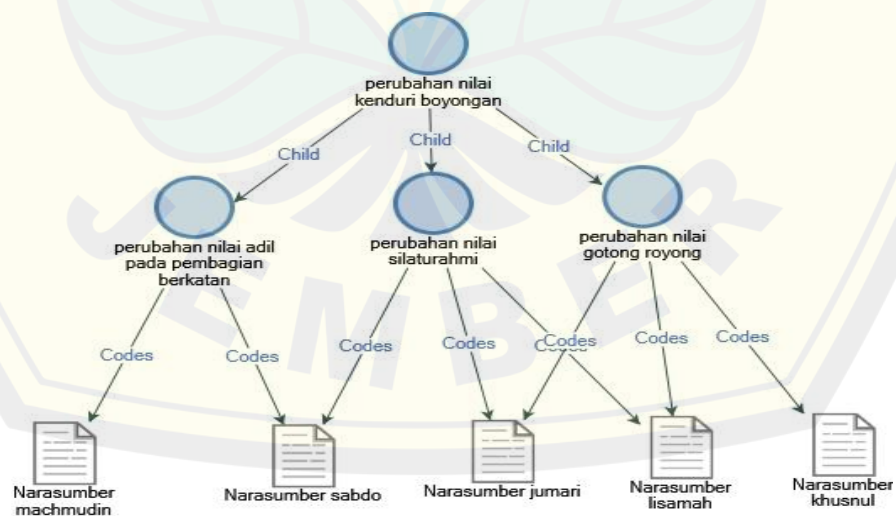 perubahan nilai
kenduri boyongan
Child
Child
Child
perubahan nilai adil
pada pembagian
berkatan
perubahan nilai
silaturahmi
perubahan nilai
gotong royong
JEMBER
Codes
Codes
Codes
Codes
Codes
Codes
Codes
Codes
Narasumber
machmudin
Narasumber sabdo
Narasumber jumari
Narasumber
lisamah
Narasumber
khusnul